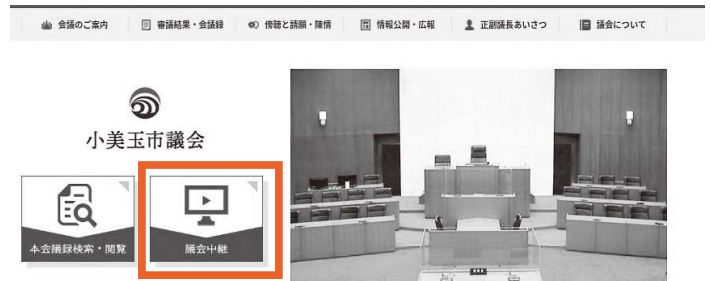 会議のご案内
審議結果・会議録
傍聴と請願・陳情
情報公開・広報
正副議長あいさつ
議会について
小美玉市議会
本会議録検索・閲覧
議会中継